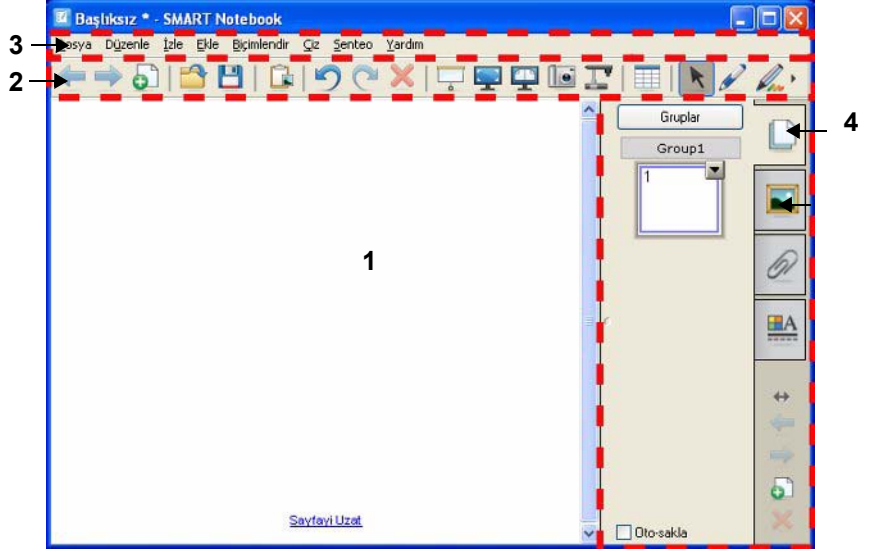 Başlıksız * - SMART Notebook
3
Dosya Düzenle İzle Ekle Biçimlendir Çiz Senteo Yardım
2
Gruplar
4
Group1
1
1
A
Sayfayi Uzat
Oto-sakla